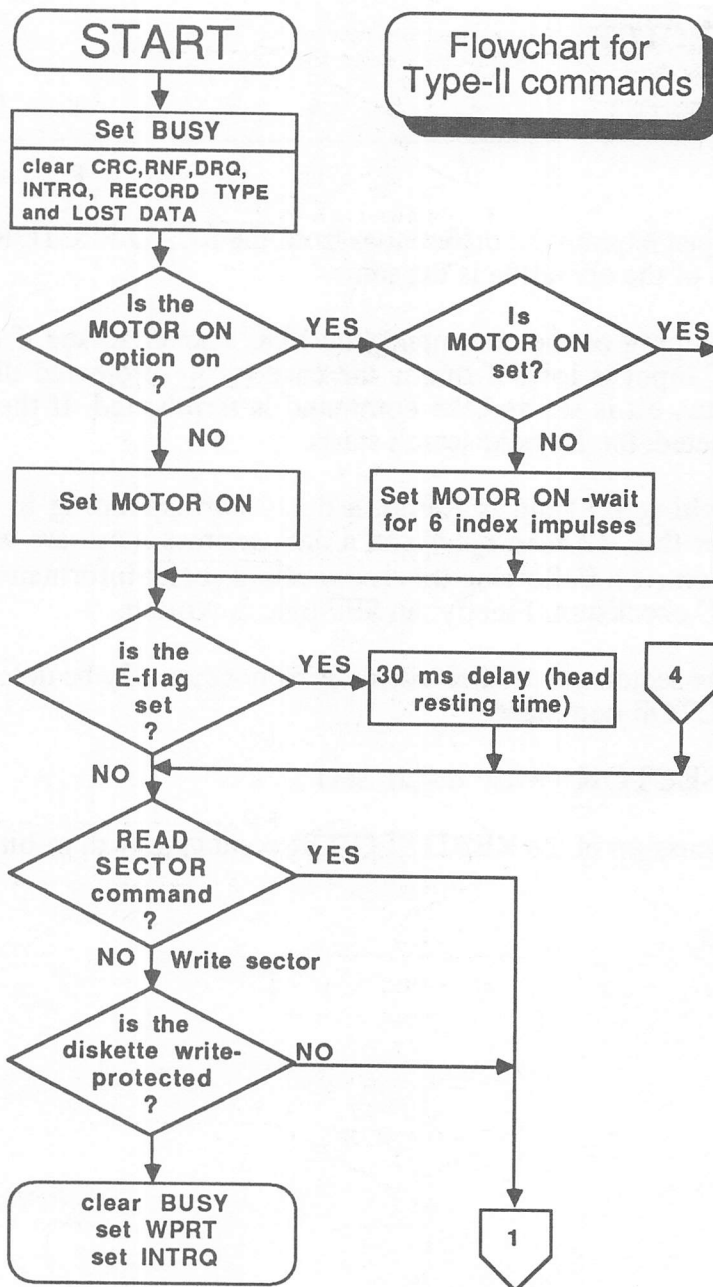 START
Flowchart for
Type-II commands
Set BUSY
clear CRC,RNF,DRQ,
INTRQ, RECORD TYPE
and LOST DATA
Is the
MOTOR ON
option on
?
YES
Is
MOTOR ON
set?
YES
NO
NO
Set MOTOR ON
Set MOTOR ON -wait
for 6 index impulses
is the
E-flag
set
?
YES
30 ms delay (head
resting time)
4
NO
READ
SECTOR
command
?
YES
NO Write sector
is the
diskette write-
protected
?
NO
clear BUSY
set WPRT
set INTRQ
1